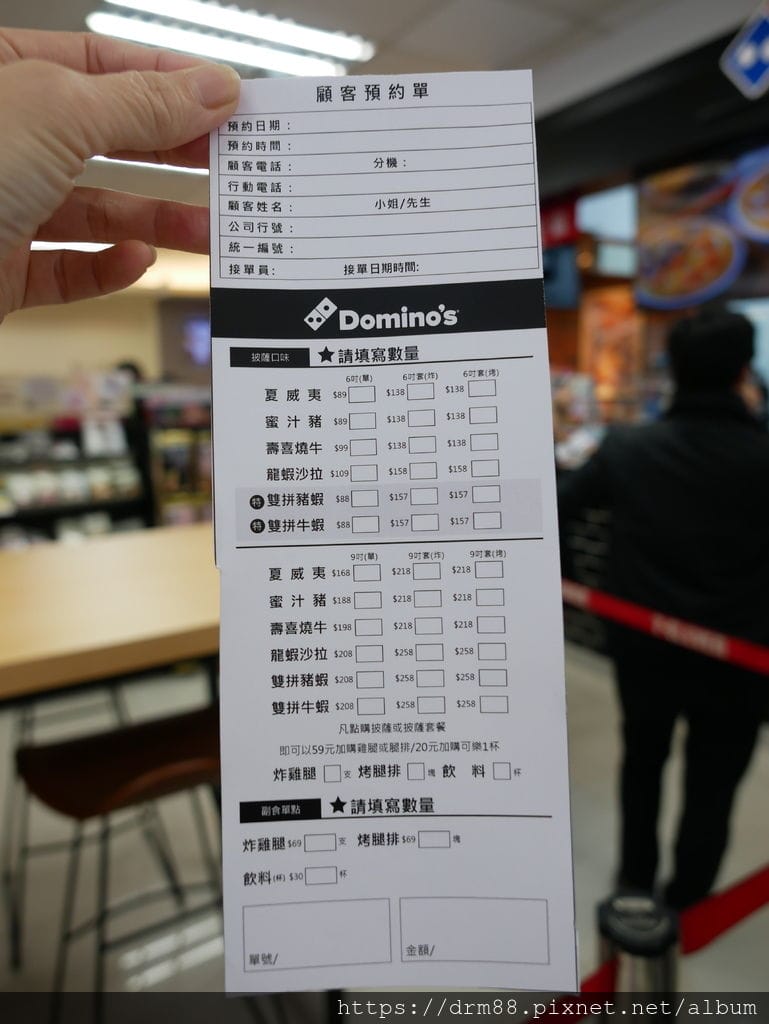 顧客預約單
預約日期：
預約時間：
顧客電話： 分機：
行動電話：
顧客姓名： 小姐/先生
公司行號：
統一編號：
接單員： 接單日期時間:
Domino's
披薩口味 ★請填寫數量
6吋(單) 6吋套(炸) 6吋套(烤)
夏威夷 $89 $138 $138
蜜汁豬 $89 $138 $138
壽喜燒牛 $99 $138 $138
龍蝦沙拉 $109 $158 $158
特 雙拼豬蝦 $88 $157 $157
特 雙拼牛蝦 $88 $157 $157
9吋(單) 9吋套(炸) 9吋套(烤)
夏威夷 $168 $218 $218
蜜汁豬 $188 $218 $218
壽喜燒牛 $198 $218 $218
龍蝦沙拉 $208 $258 $258
雙拼豬蝦 $208 $258 $258
雙拼牛蝦 $208 $258 $258
凡點購披薩或披薩套餐
即可以59元加購雞腿或腿排/20元加購可樂1杯
炸雞腿 支 烤腿排 塊 飲料 杯
副食單點 ★請填寫數量
炸雞腿 $69 支 烤腿排 $69 塊
飲料(杯) $30 杯
單號/ 金額/
https://drm88.pixnet.net/album